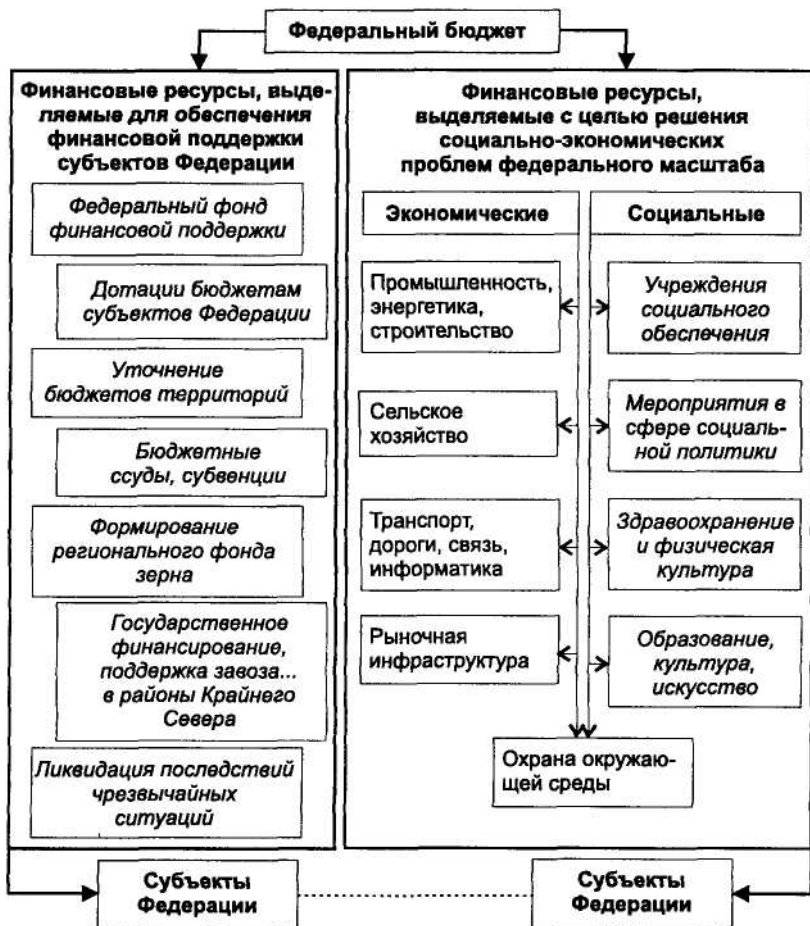 Федеральный бюджет
Финансовые ресурсы, выде-
ляемые для обеспечения
финансовой поддержки
субъектов Федерации
Федеральный фонд
финансовой поддержки
Дотации бюджетам
субъектов Федерации
Уточнение
бюджетов территорий
Бюджетные
ссуды, субвенции
Формирование
регионального фонда
зерна
Государственное
финансирование,
поддержка завоза...
в районы Крайнего
Севера
Ликвидация последствий
чрезвычайных
ситуаций
Финансовые ресурсы,
выделяемые с целью решения
социально-экономических
проблем федерального масштаба
Экономические
Промышленность,
энергетика,
строительство
Сельское
хозяйство
Транспорт,
дороги, связь,
информатика
Рыночная
инфраструктура
Социальные
Учреждения
социального
обеспечения
Мероприятия в
сфере социаль-
ной политики
Здравоохранение
и физическая
культура
Образование,
культура,
искусство
Охрана окружаю-
щей среды
Субъекты
Федерации
Субъекты
Федерации